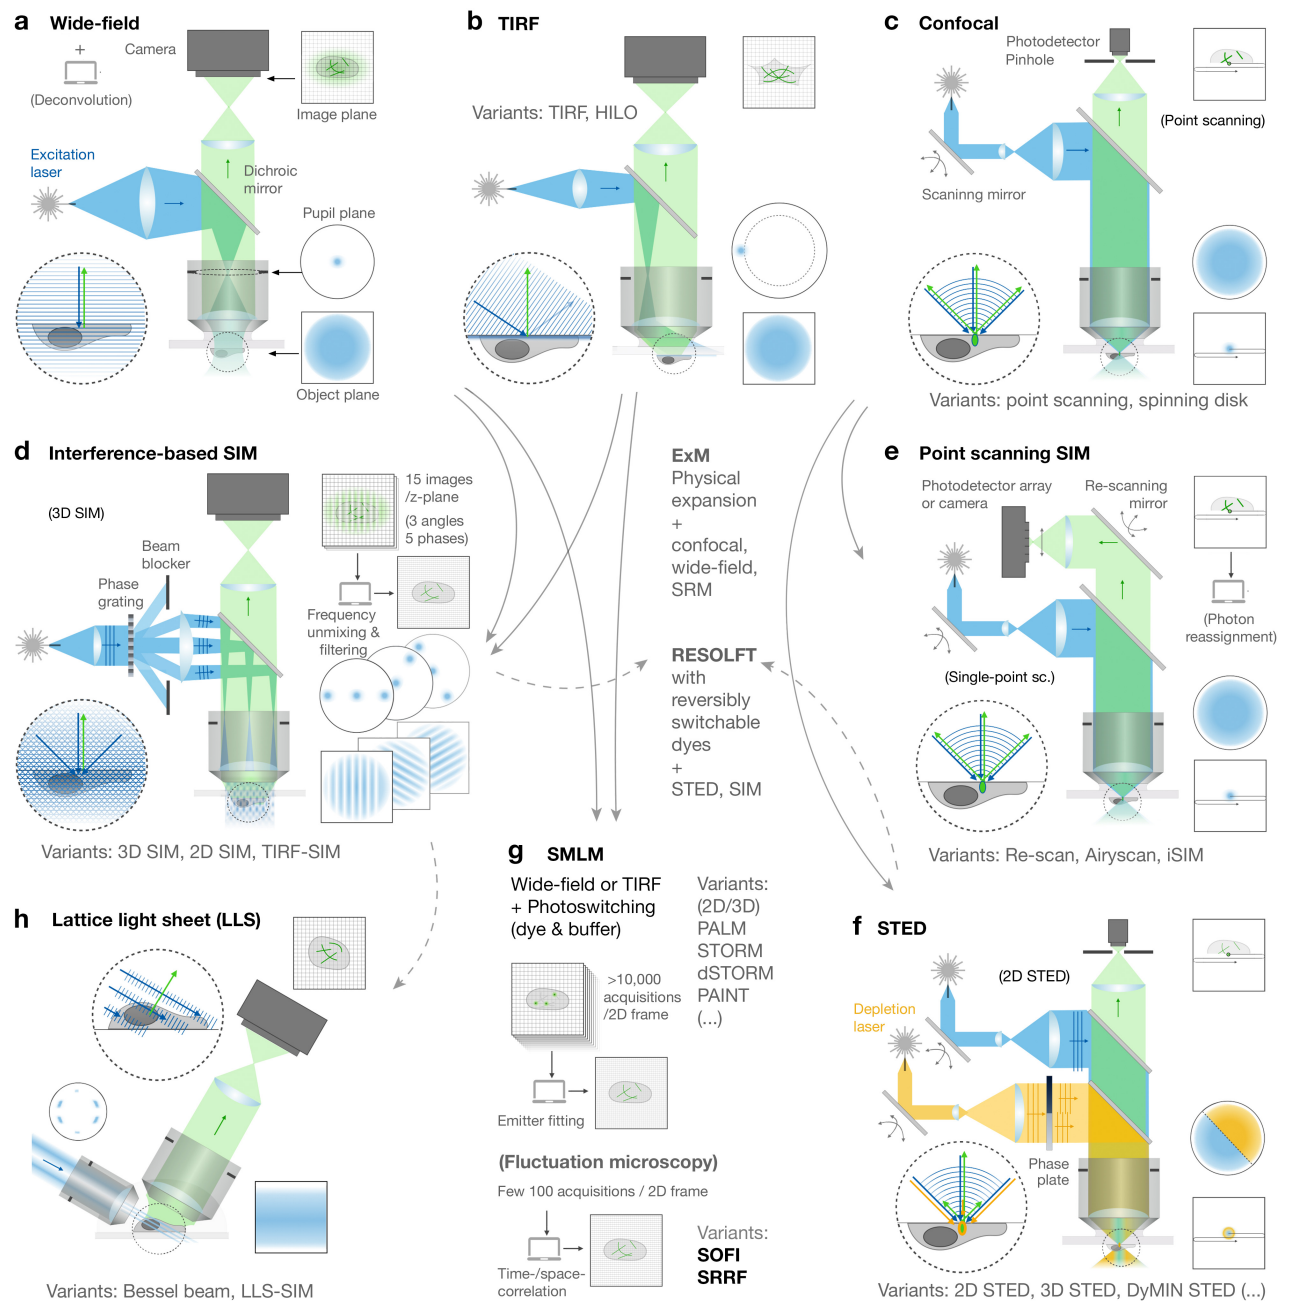 a Wide-field
+
Camera
(Deconvolution)
Image plane
Excitation
laser
Dichroic
mirror
Pupil plane
Object plane
b TIRF
Variants: TIRF, HILO
c Confocal
Photodetector
Pinhole
(Point scanning)
Scaninng mirror
Variants: point scanning, spinning disk
d Interference-based SIM
(3D SIM)
15 images
/z-plane
(3 angles
5 phases)
Beam
blocker
Phase
grating
Frequency
unmixing &
filtering
Variants: 3D SIM, 2D SIM, TIRF-SIM
ExM
Physical
expansion
+
confocal,
wide-field,
SRM
RESOLFT
with
reversibly
switchable
dyes
+
STED, SIM
e Point scanning SIM
Photodetector array
or camera
Re-scanning
mirror
(Photon
reassignment)
(Single-point sc.)
Variants: Re-scan, Airyscan, iSIM
h Lattice light sheet (LLS)
Variants: Bessel beam, LLS-SIM
g SMLM
Wide-field or TIRF
+ Photoswitching
(dye & buffer)
Variants:
(2D/3D)
PALM
STORM
dSTORM
PAINT
(...)
>10,000
acquisitions
/2D frame
Emitter fitting
(Fluctuation microscopy)
Few 100 acquisitions / 2D frame
Time-/space-
correlation
Variants:
SOFI
SRRF
f STED
(2D STED)
Depletion
laser
Phase
plate
Variants: 2D STED, 3D STED, DyMIN STED (...)